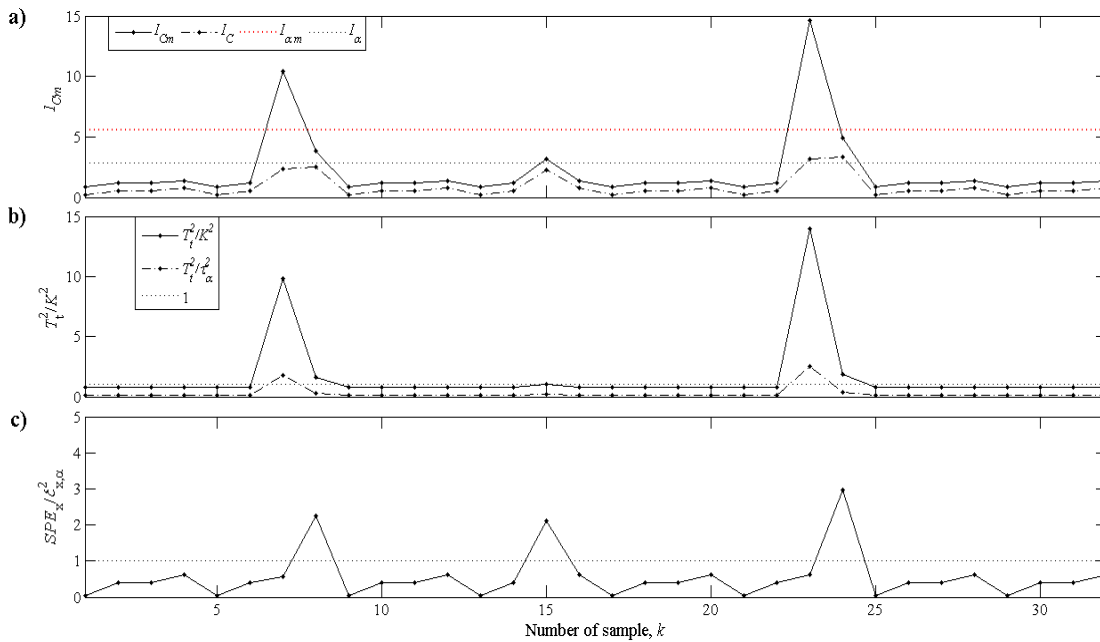 a)
15
10
5
0
I_Cm
I_Cm I_C I_αm I_α
b)
15
10
5
0
T_t^2/K^2
T_t^2/K^2
T_t^2/τ_α^2
1
c)
5
4
3
2
1
0
SPE_x/ξ^2_x,α
5 10 15 20 25 30
Number of sample, k